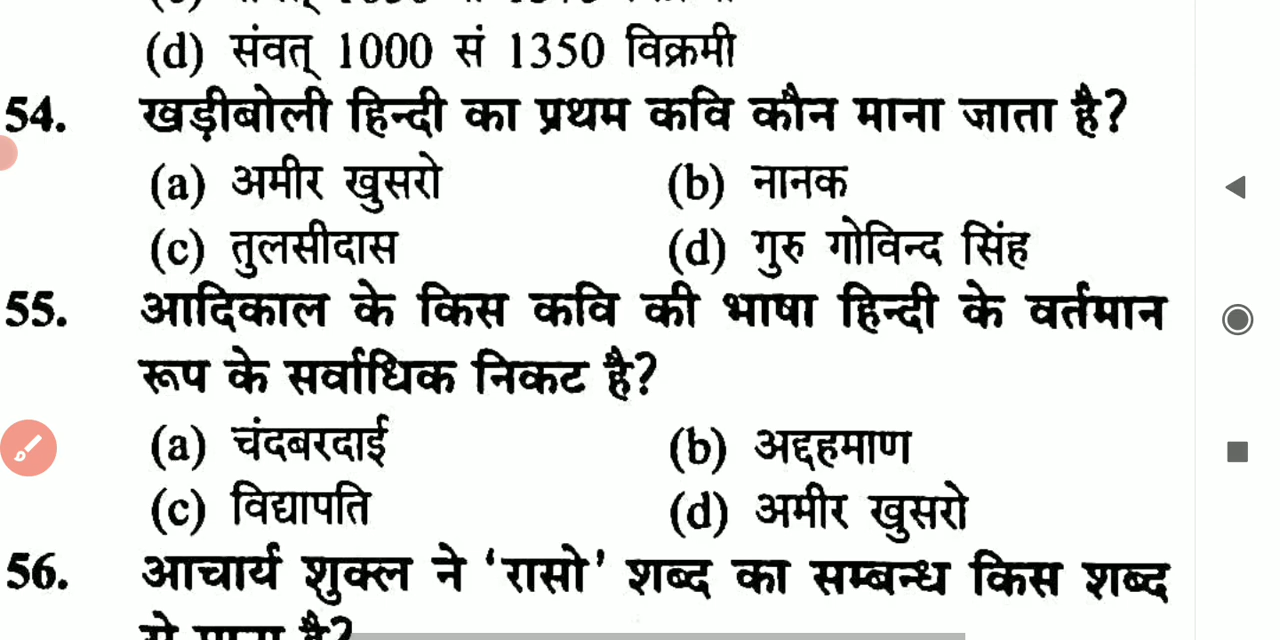 (d) संवत् 1000 सं 1350 विक्रमी
54. खड़ीबोली हिन्दी का प्रथम कवि कौन माना जाता है?
(a) अमीर खुसरो (b) नानक
(c) तुलसीदास (d) गुरु गोविन्द सिंह
55. आदिकाल के किस कवि की भाषा हिन्दी के वर्तमान
रूप के सर्वाधिक निकट है?
(a) चंदबरदाई (b) अद्दहमाण
(c) विद्यापति (d) अमीर खुसरो
56. आचार्य शुक्ल ने ‘रासो’ शब्द का सम्बन्ध किस शब्द